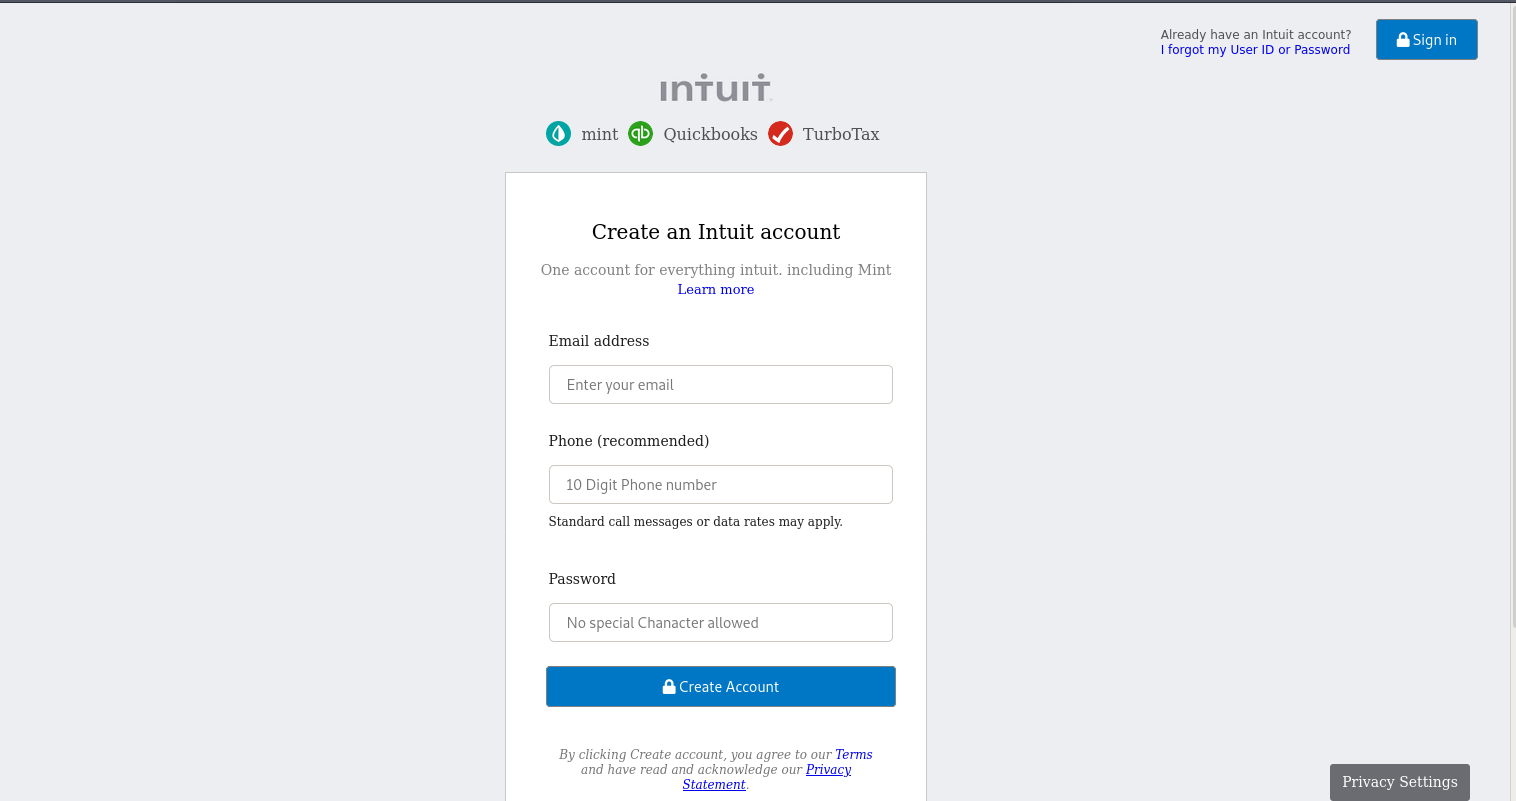 Already have an Intuit account?
I forgot my User ID or Password
Sign in
intuit
mint Quickbooks TurboTax
Create an Intuit account
One account for everything intuit. including Mint
Learn more
Email address
Enter your email
Phone (recommended)
10 Digit Phone number
Standard call messages or data rates may apply.
Password
No special Chanacter allowed
Create Account
By clicking Create account, you agree to our Terms
and have read and acknowledge our Privacy
Statement.
Privacy Settings